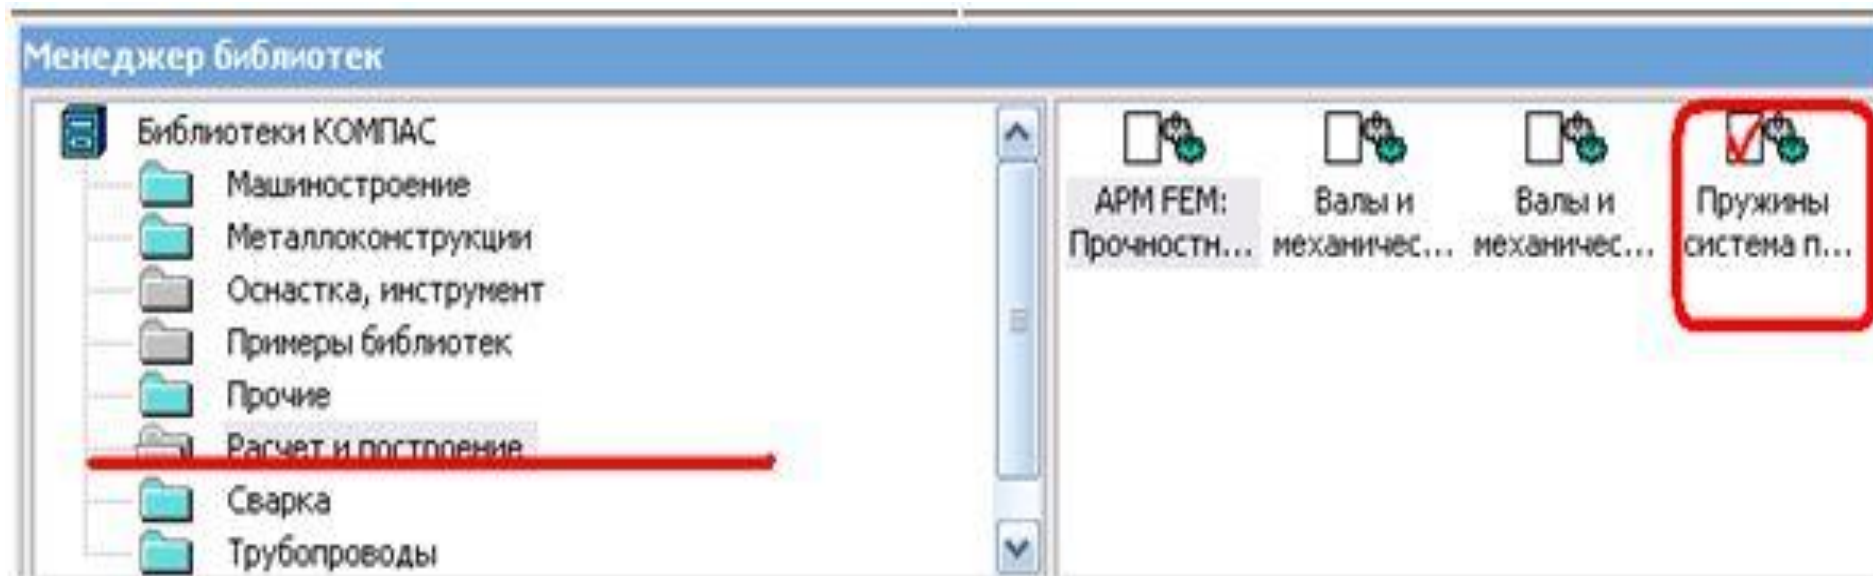 Менеджер библиотек
Библиотеки КОМПАС
Машиностроение
Металлоконструкции
Оснастка, инструмент
Примеры библиотек
Прочие
Расчет и построение
Сварка
Трубопроводы
APM FEM:
Прочностн...
Валы и
механичес...
Валы и
механичес...
Пружины
система п...